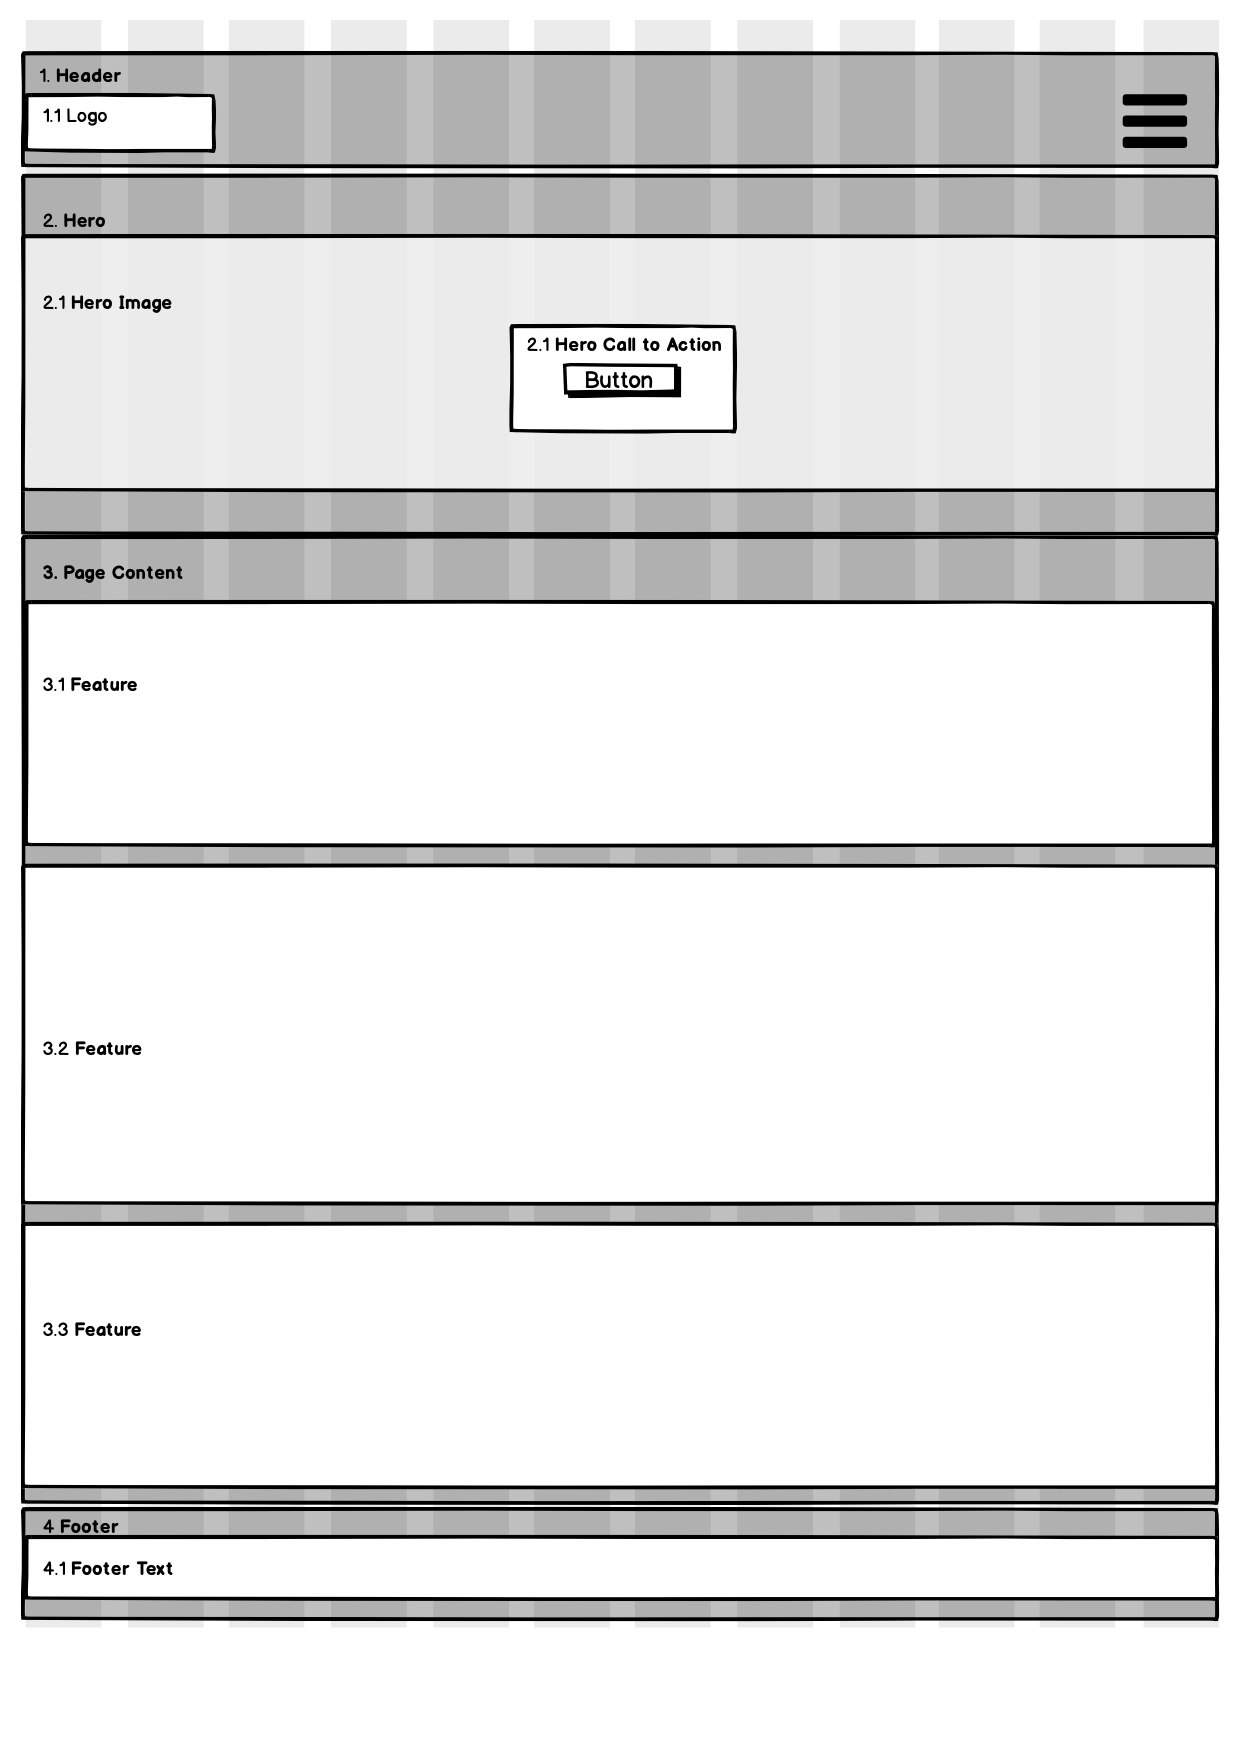 1. Header
1.1 Logo
2. Hero
2.1 Hero Image
2.1 Hero Call to Action
Button
3. Page Content
3.1 Feature
3.2 Feature
3.3 Feature
4 Footer
4.1 Footer Text